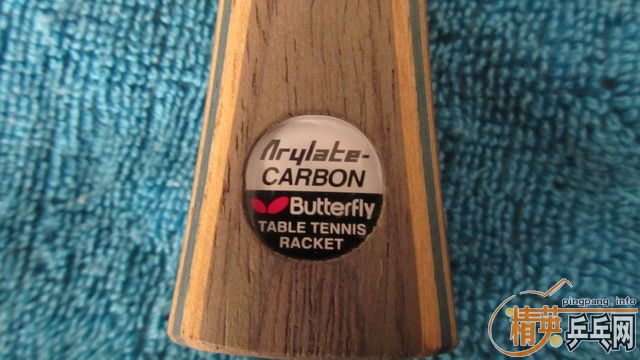 Arylate-
CARBON
Butterfly
TABLE TENNIS
RACKET
pingpang.info
精英乒乓网